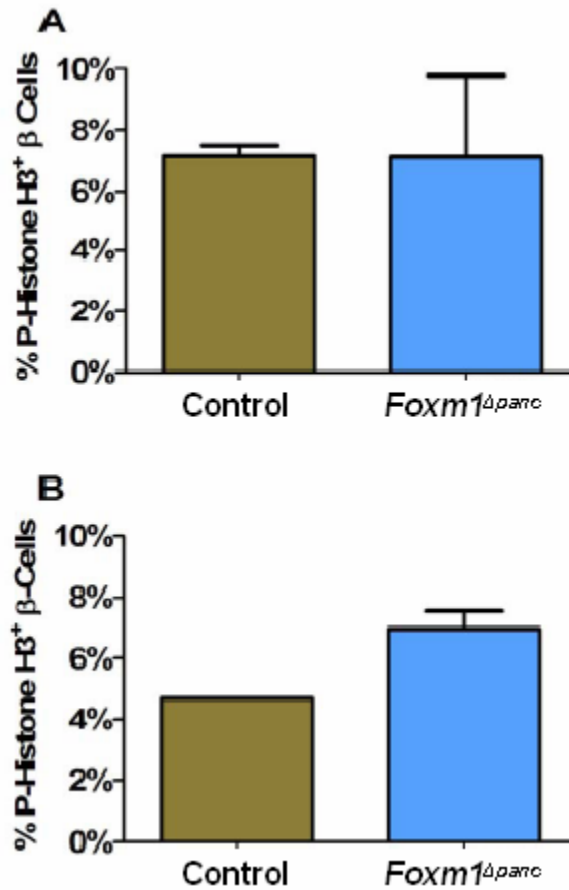 A
% P-Histone H3⁺ β Cells
10%
8%
6%
4%
2%
0%
Control Foxm1Δpanc
B
% P-Histone H3⁺ β-Cells
10%
8%
6%
4%
2%
0%
Control Foxm1Δpanc